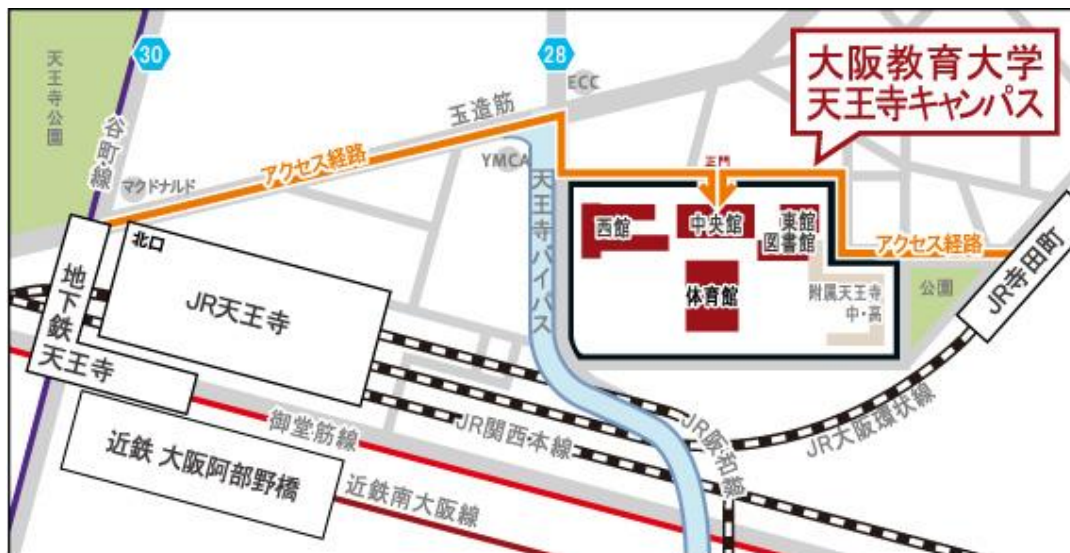 30
28
天王寺公園
谷町線
ECC
玉造筋
大阪教育大学
天王寺キャンパス
アクセス経路
YMCA
正門
マクドナルド
天王寺バイパス
西館
中央館
東館
図書館
アクセス経路
北口
地下鉄
天王寺
JR天王寺
体育館
附属天王寺
中・高
公園
JR寺田町
御堂筋線
JR関西本線
JR阪和線
JR大阪環状線
近鉄 大阪阿部野橋
近鉄南大阪線